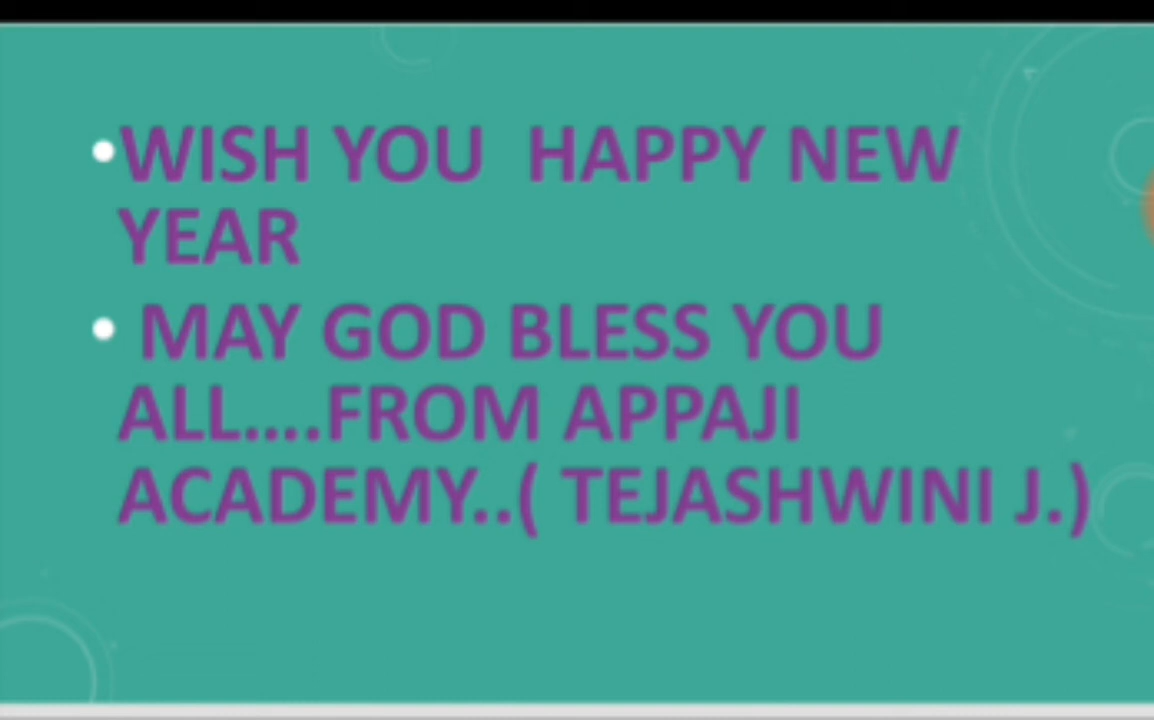 •WISH YOU  HAPPY NEW
YEAR
• MAY GOD BLESS YOU
ALL....FROM APPAJI
ACADEMY..( TEJASHWINI J.)